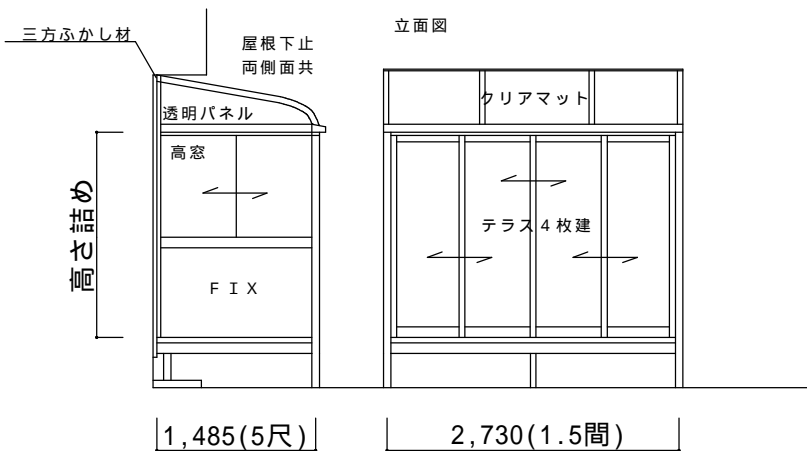 立面図
三方ふかし材
屋根下止
両側面共
透明パネル
クリアマット
高窓
高さ詰め
テラス４枚建
ＦＩＸ
1,485(5尺)
2,730(1.5間)